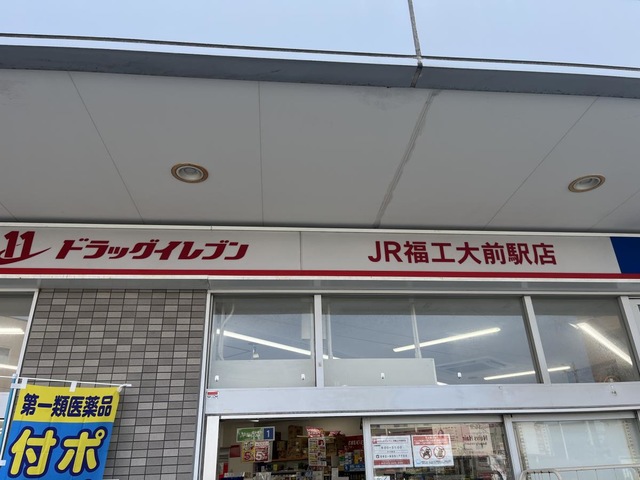 11 ドラッグイレブン
JR福工大前駅店
第一類医薬品
付ポ